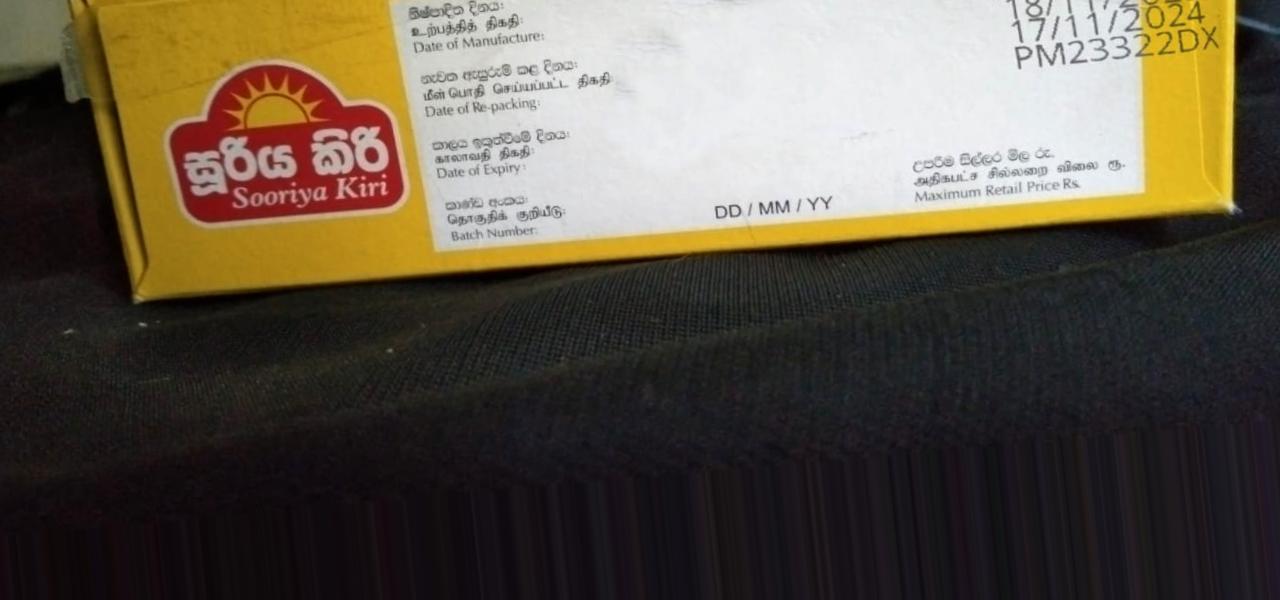 සූරිය කිරි
Sooriya Kiri
නිෂ්පාදිත දිනය:
உற்பத்தித் திகதி:
Date of Manufacture:
නැවත ඇසුරුම් කළ දිනය:
மீள் பொதி செய்யப்பட்ட திகதி:
Date of Re-packing:
කාලය ඉකුත්වීමේ දිනය:
காலாவதி திகதி:
Date of Expiry:
කාණ්ඩ අංකය:
தொகுதிக் குறியீடு:
Batch Number:
DD / MM / YY
17/11/2024
PM23322DX
උපරිම සිල්ලර මිල රු.
அதிகபட்ச சில்லறை விலை ரூ.
Maximum Retail Price Rs.